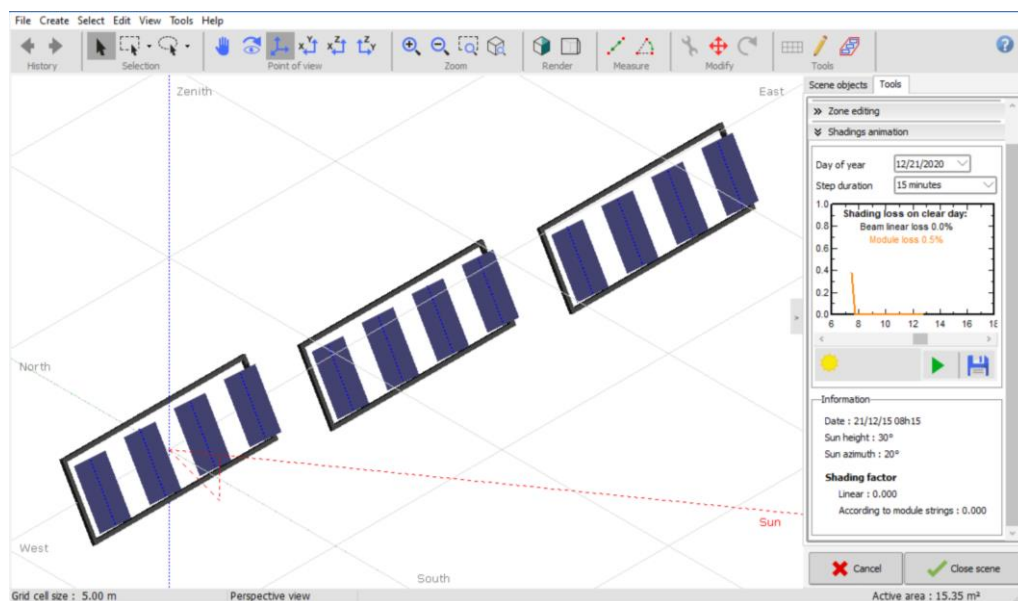 File Create Select Edit View Tools Help
History Selection Point of view Zoom Render Measure Modify Tools
Scene objects Tools
Zone editing
Shadings animation
Day of year 12/21/2020
Step duration 15 minutes
Shading loss on clear day:
Beam linear loss 0.0%
Module loss 0.5%
1.0
0.8
0.6
0.4
0.2
0.0
6 8 10 12 14 16 18
Information
Date : 21/12/15 08h15
Sun height : 30°
Sun azimuth : 20°
Shading factor
Linear : 0.000
According to module strings : 0.000
Cancel Close scene
Zenith
East
North
Sun
West
South
Grid cell size : 5.00 m Perspective view Active area : 15.35 m²